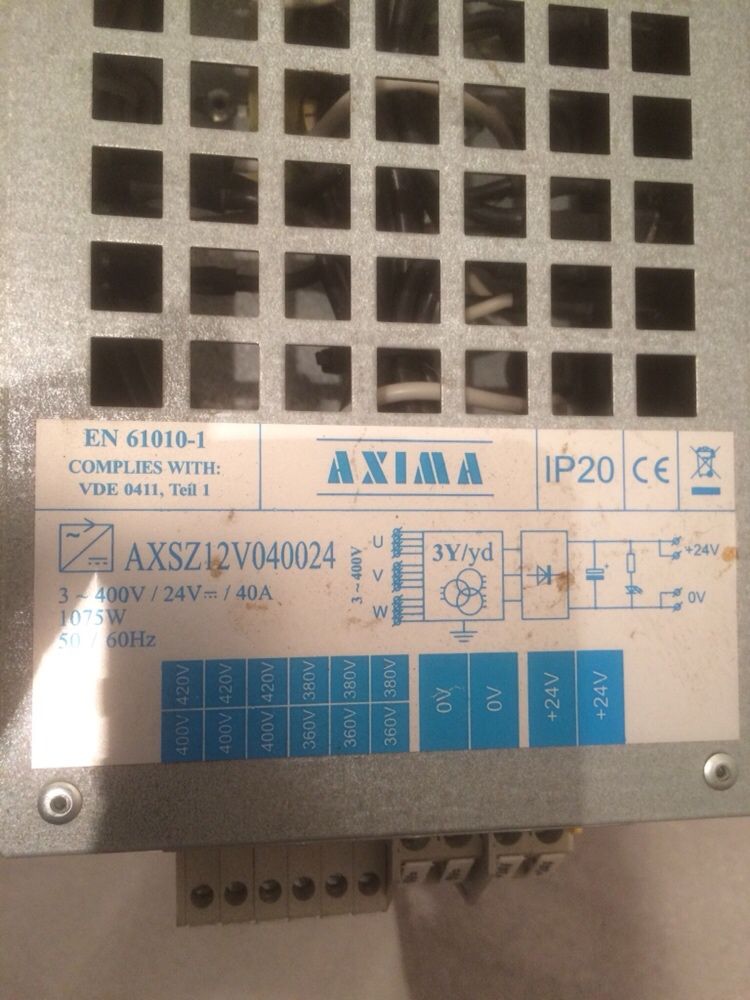 EN 61010-1
COMPLIES WITH:
VDE 0411, Teil 1
AXIMA
IP20
CE
AXSZ12V040024
3 ~ 400V / 24V⎓ / 40A
1075W
50 / 60Hz
3 ~ 400V
U
V
W
3Y/yd
+24V
0V
420V 420V 420V 380V 380V 380V
400V 400V 400V 360V 360V 360V
0V 0V +24V +24V